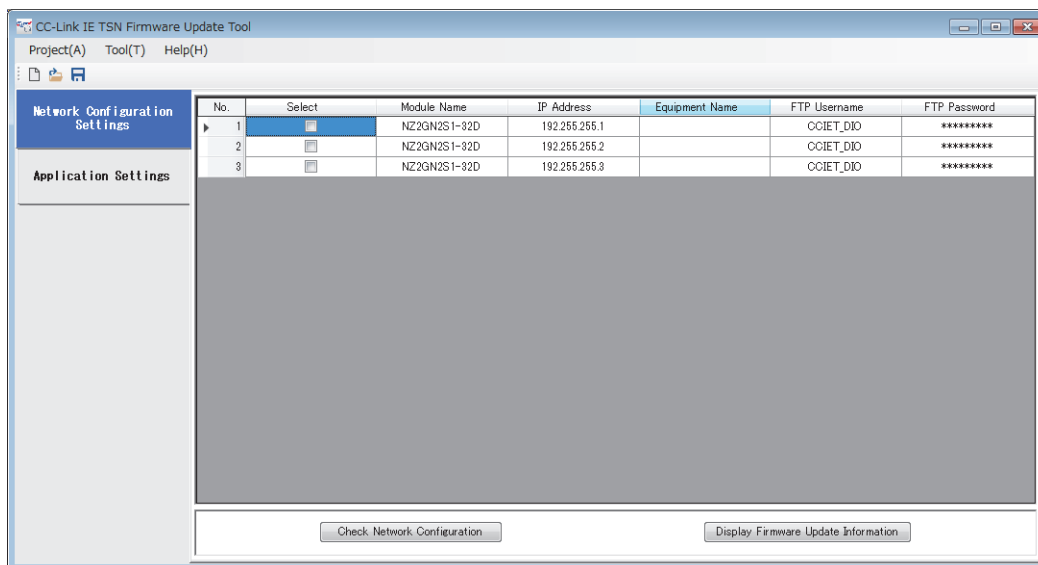 CC-Link IE TSN Firmware Update Tool
Project(A) Tool(T) Help(H)
Network Configuration
Settings
Application Settings
No. Select Module Name IP Address Equipment Name FTP Username FTP Password
1 NZ2GN2S1-32D 192.255.255.1 CCIET_DIO *********
2 NZ2GN2S1-32D 192.255.255.2 CCIET_DIO *********
3 NZ2GN2S1-32D 192.255.255.3 CCIET_DIO *********
Check Network Configuration Display Firmware Update Information